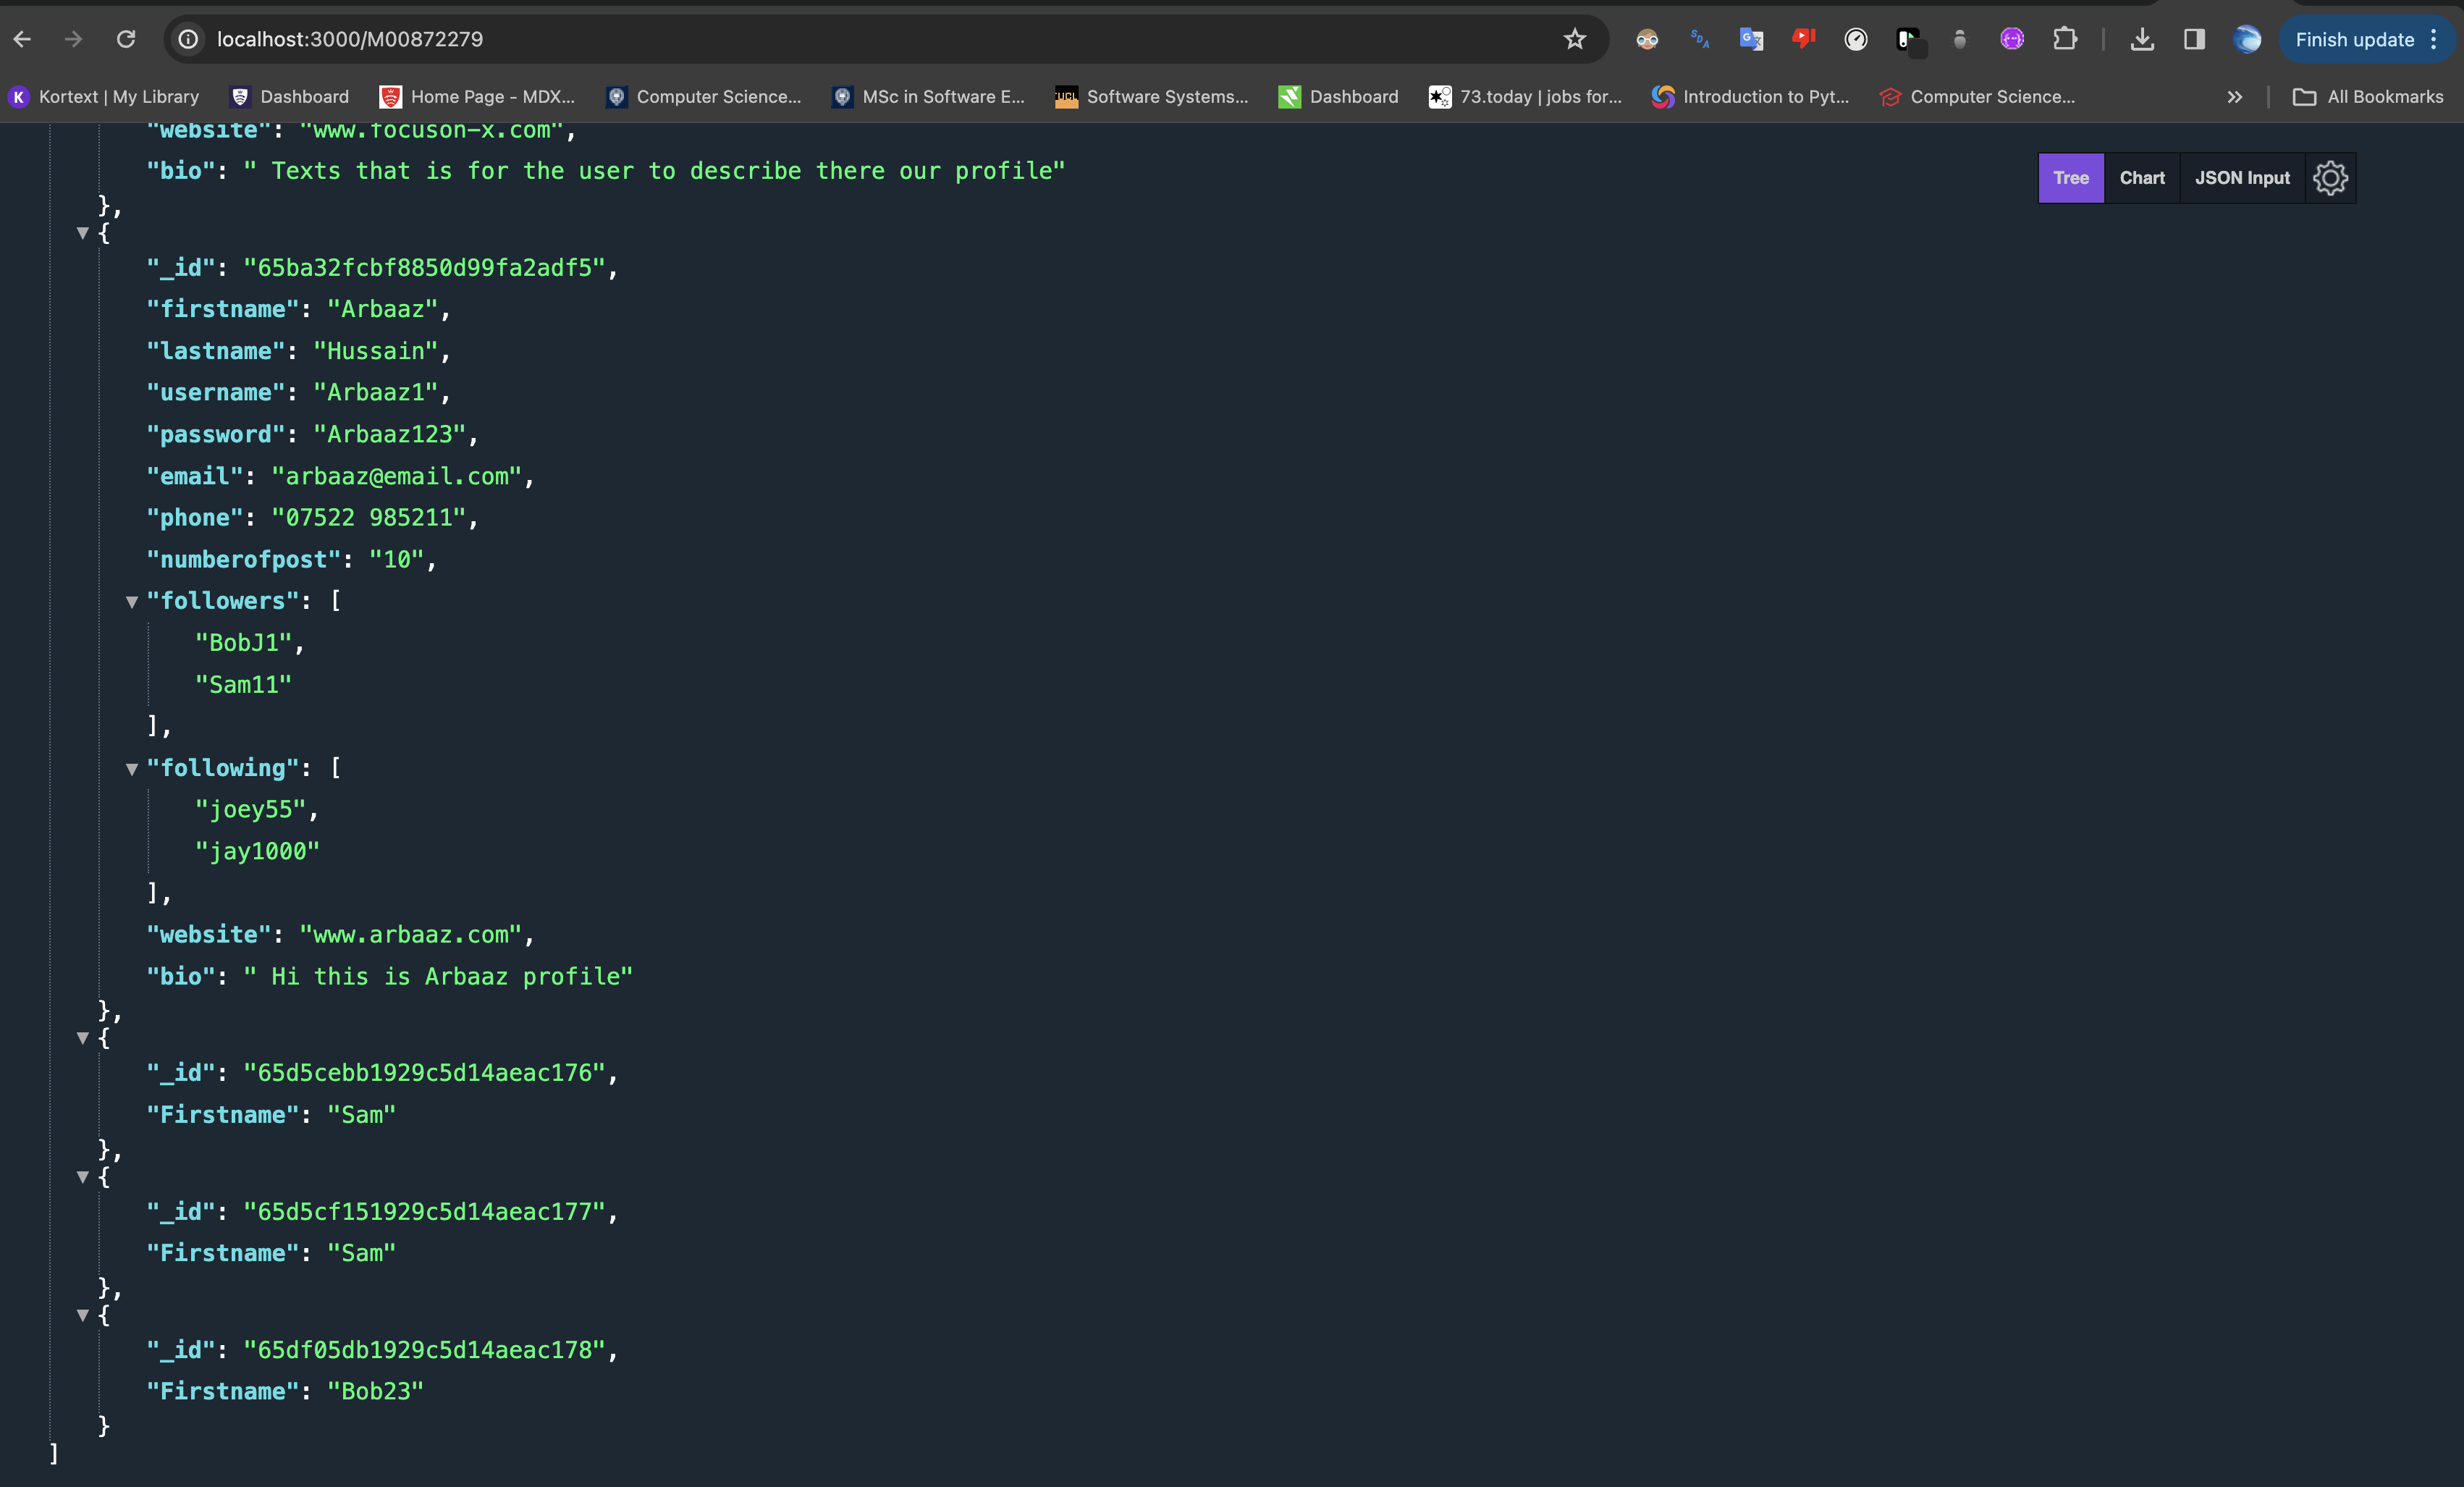 localhost:3000/M00872279
Finish update
Kortext | My Library
Dashboard
Home Page - MDX...
Computer Science...
MSc in Software E...
UCL
Software Systems...
Dashboard
73.today | jobs for...
Introduction to Pyt...
Computer Science...
All Bookmarks
"website": "www.focuson-x.com",
"bio": " Texts that is for the user to describe there our profile"
Tree
Chart
JSON Input
},
{
"_id": "65ba32fcbf8850d99fa2adf5",
"firstname": "Arbaaz",
"lastname": "Hussain",
"username": "Arbaaz1",
"password": "Arbaaz123",
"email": "arbaaz@email.com",
"phone": "07522 985211",
"numberofpost": "10",
"followers": [
"BobJ1",
"Sam11"
],
"following": [
"joey55",
"jay1000"
],
"website": "www.arbaaz.com",
"bio": " Hi this is Arbaaz profile"
},
{
"_id": "65d5cebb1929c5d14aeac176",
"Firstname": "Sam"
},
{
"_id": "65d5cf151929c5d14aeac177",
"Firstname": "Sam"
},
{
"_id": "65df05db1929c5d14aeac178",
"Firstname": "Bob23"
}
]